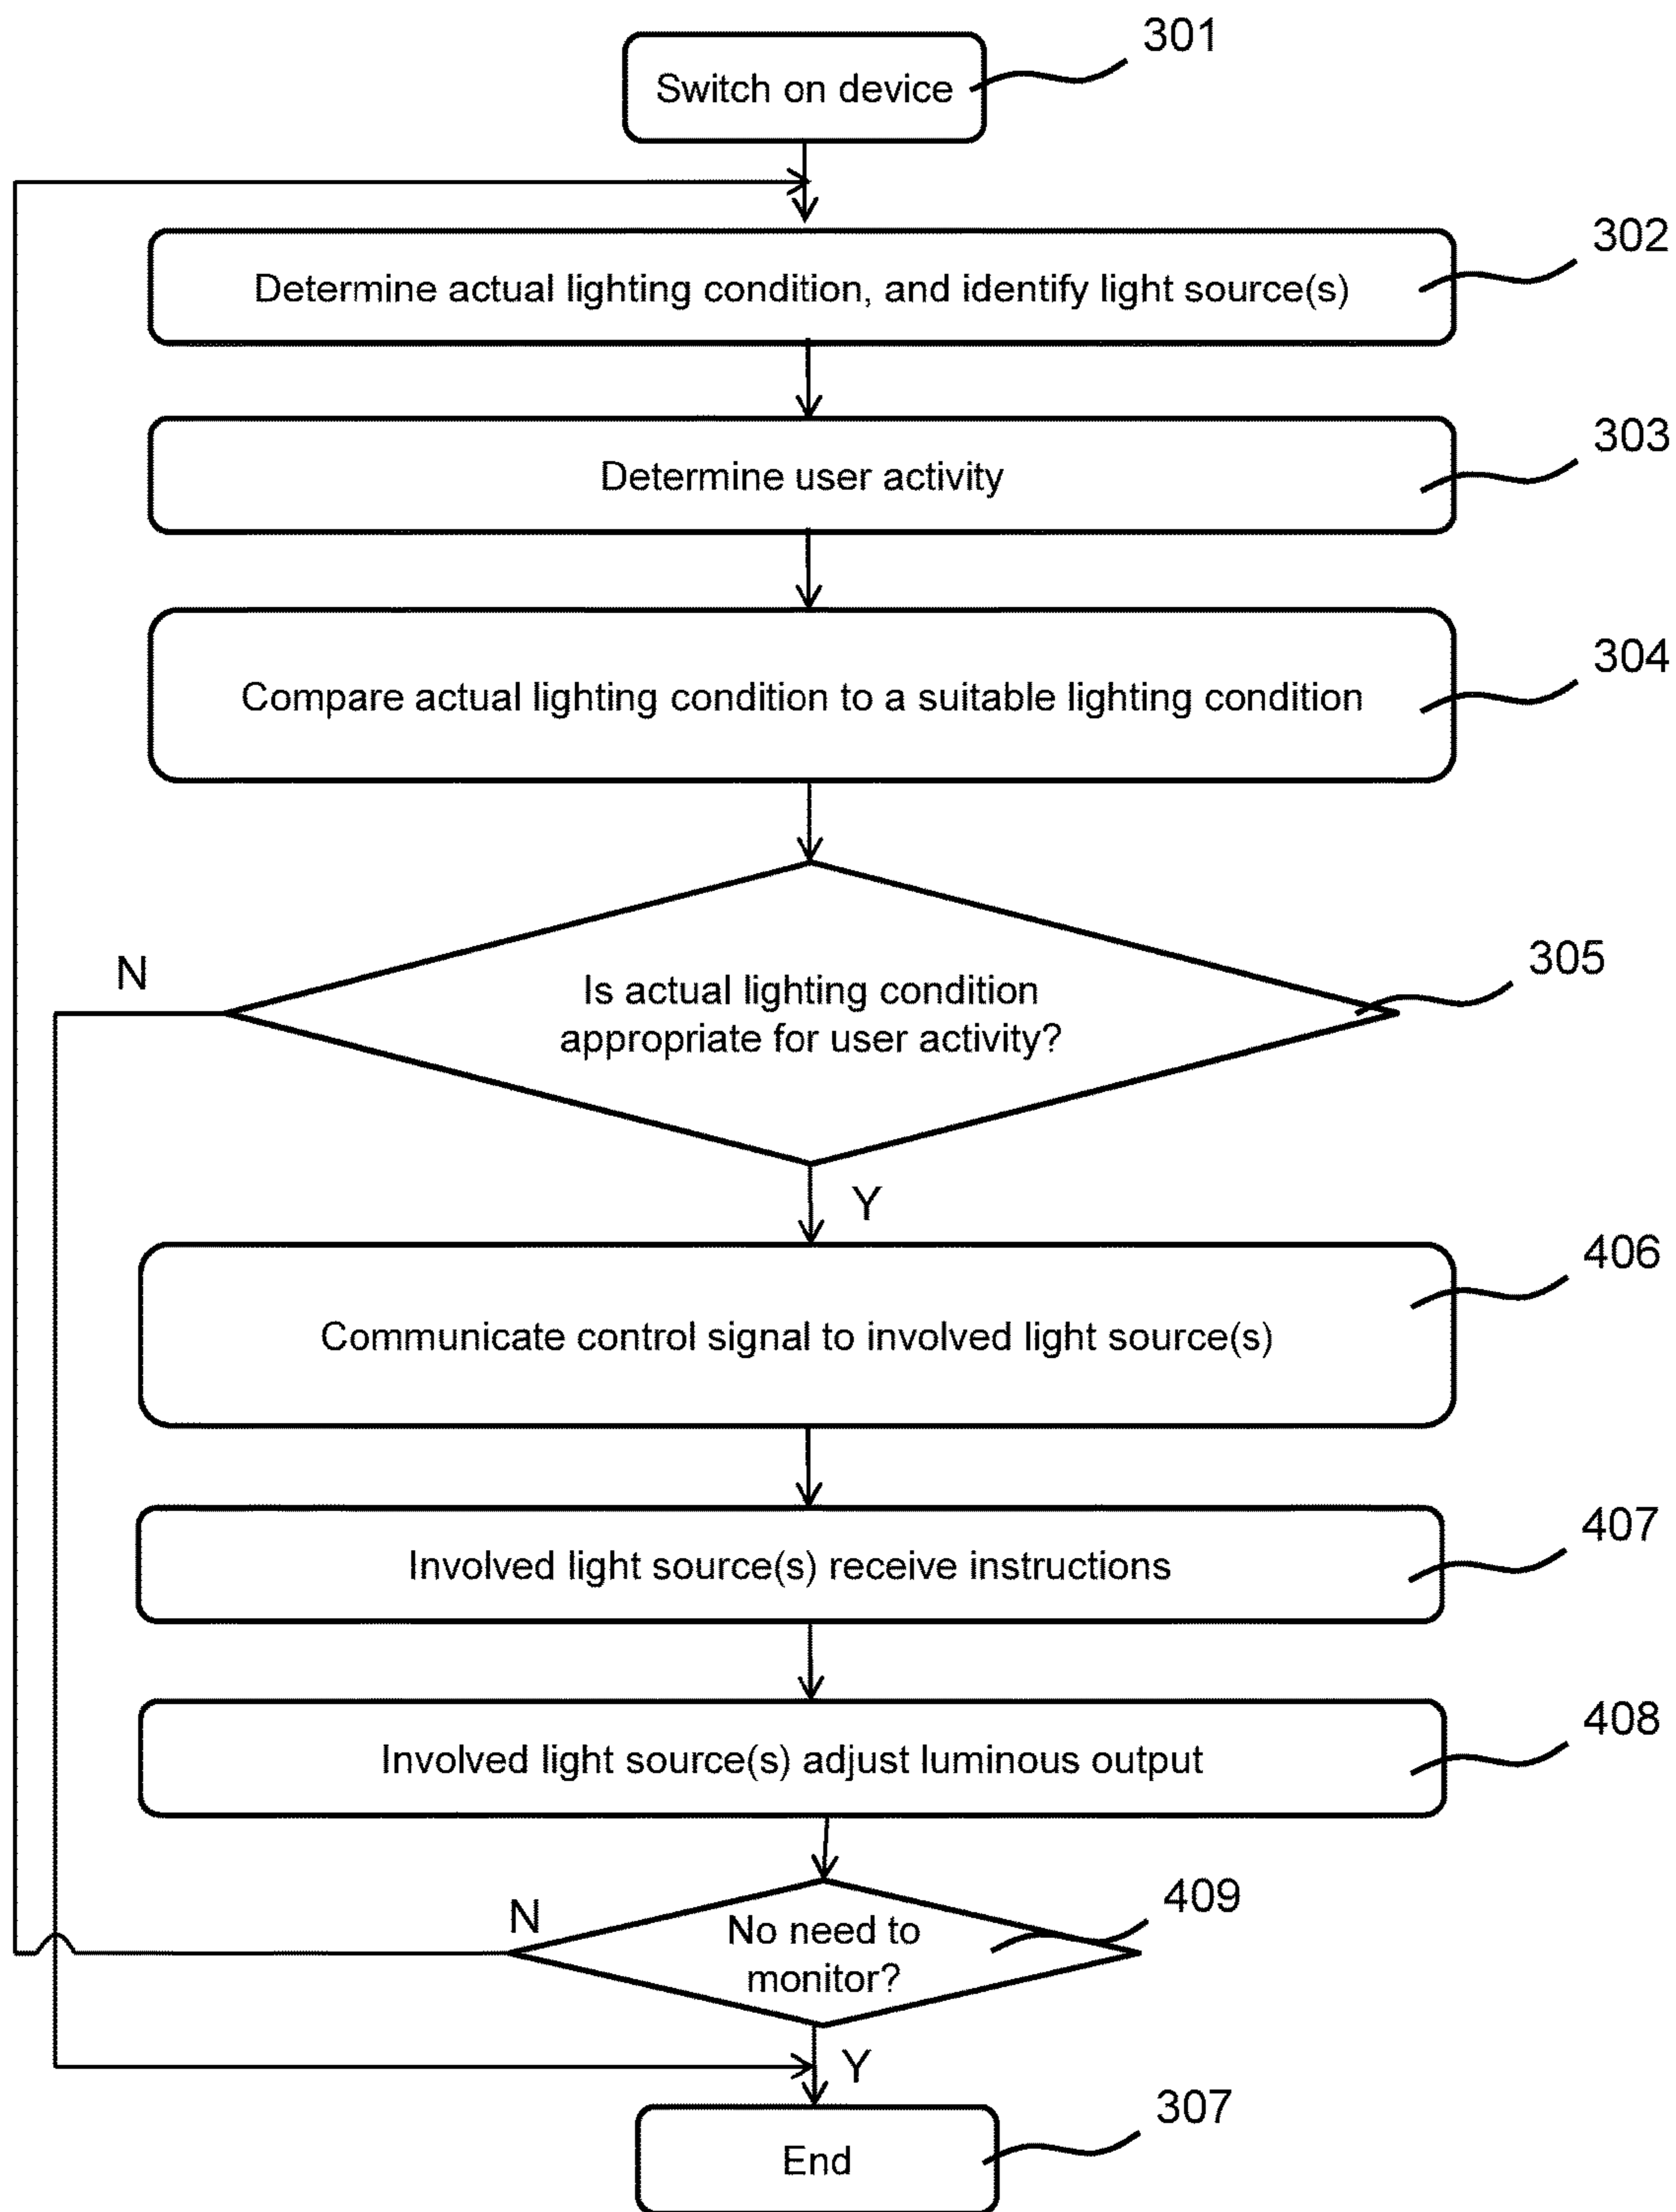 301
Switch on device
302
Determine actual lighting condition, and identify light source(s)
303
Determine user activity
304
Compare actual lighting condition to a suitable lighting condition
N
305
Is actual lighting condition
appropriate for user activity?
Y
406
Communicate control signal to involved light source(s)
407
Involved light source(s) receive instructions
408
Involved light source(s) adjust luminous output
409
N
No need to
monitor?
Y
307
End